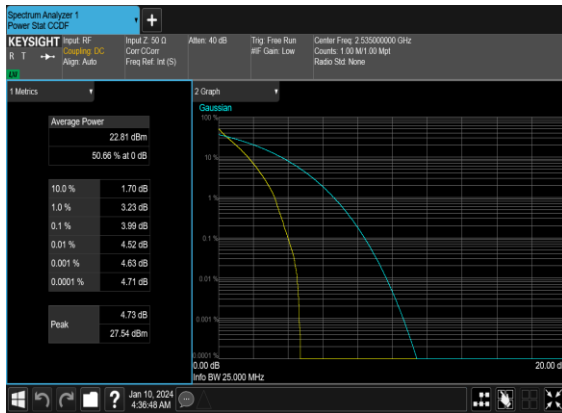 Spectrum Analyzer 1
Power Stat CCDF
+
KEYSIGHT
R T
Input: RF
Coupling: DC
Align: Auto
Input Z: 50 Ω
Corr CCorr
Freq Ref: Int (S)
Atten: 40 dB
Trig: Free Run
#IF Gain: Low
Center Freq: 2.535000000 GHz
Counts: 1.00 M/1.00 Mpt
Radio Std: None
1 Metrics
Average Power
22.81 dBm
50.66 % at 0 dB
10.0 % 1.70 dB
1.0 % 3.23 dB
0.1 % 3.99 dB
0.01 % 4.52 dB
0.001 % 4.63 dB
0.0001 % 4.71 dB
Peak
4.73 dB
27.54 dBm
2 Graph
Gaussian
100 %
10 %
1 %
0.1 %
0.01 %
0.001 %
0.0001 %
0.00 dB
20.00 dB
Info BW 25.000 MHz
?
Jan 10, 2024
4:36:48 AM